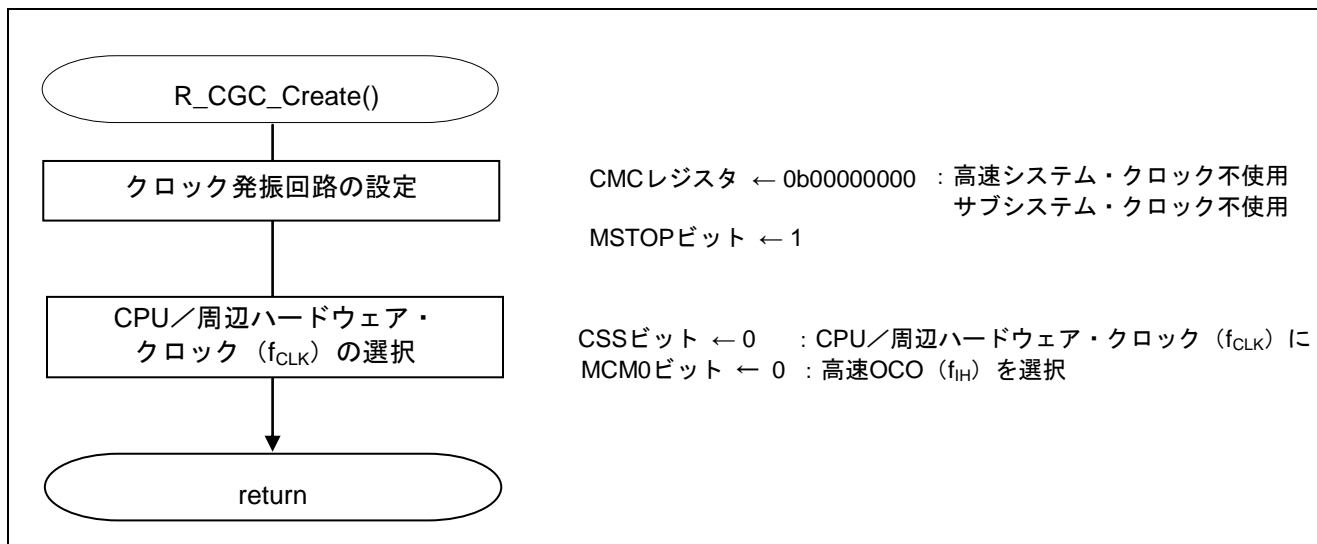 R_CGC_Create()
クロック発振回路の設定
CMCレジスタ ← 0b00000000 ：高速システム・クロック不使用
サブシステム・クロック不使用
MSTOPビット ← 1
CPU／周辺ハードウェア・
クロック（fCLK）の選択
CSSビット ← 0 ：CPU／周辺ハードウェア・クロック（fCLK）に
MCM0ビット ← 0 ：高速OCO（fIH）を選択
return